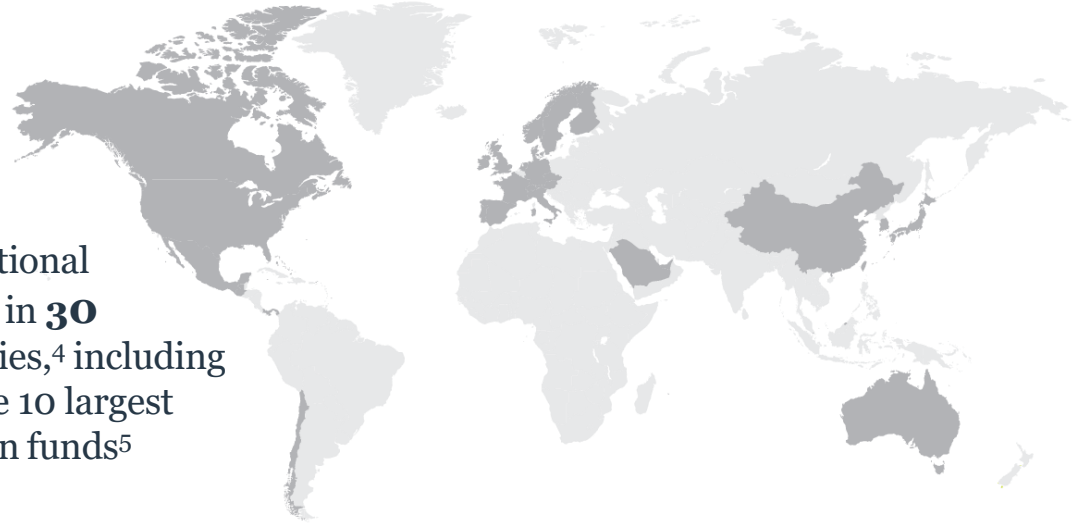 tional
in 30
ies,4 including
e 10 largest
n funds5